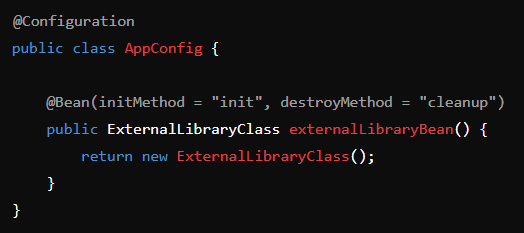 @Configuration
public class AppConfig {
@Bean(initMethod = "init", destroyMethod = "cleanup")
public ExternalLibraryClass externalLibraryBean() {
return new ExternalLibraryClass();
}
}